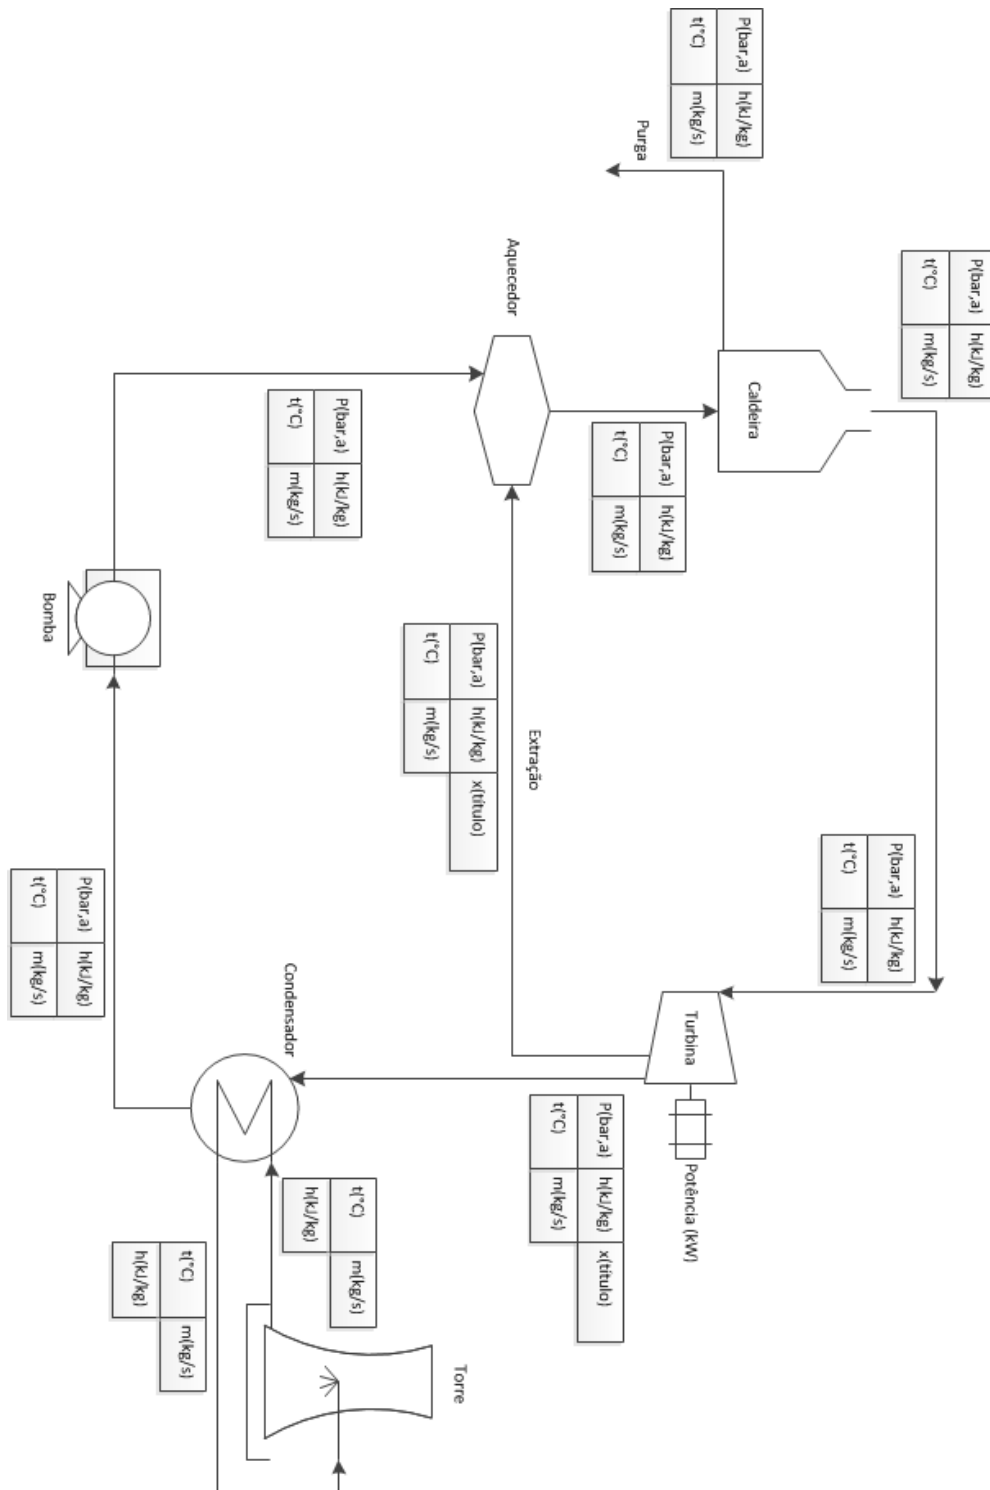 P(bar,a) h(kJ/kg)
t(°C) m(kg/s)
Purga
P(bar,a) h(kJ/kg)
t(°C) m(kg/s)
Caldeira
Aquecedor
P(bar,a) h(kJ/kg)
t(°C) m(kg/s)
P(bar,a) h(kJ/kg)
t(°C) m(kg/s)
Bomba
Extração
P(bar,a) h(kJ/kg) x(título)
t(°C) m(kg/s)
P(bar,a) h(kJ/kg)
t(°C) m(kg/s)
Turbina
Potência (kW)
P(bar,a) h(kJ/kg) x(título)
t(°C) m(kg/s)
P(bar,a) h(kJ/kg)
t(°C) m(kg/s)
Condensador
t(°C) m(kg/s)
h(kJ/kg)
t(°C) m(kg/s)
h(kJ/kg)
Torre